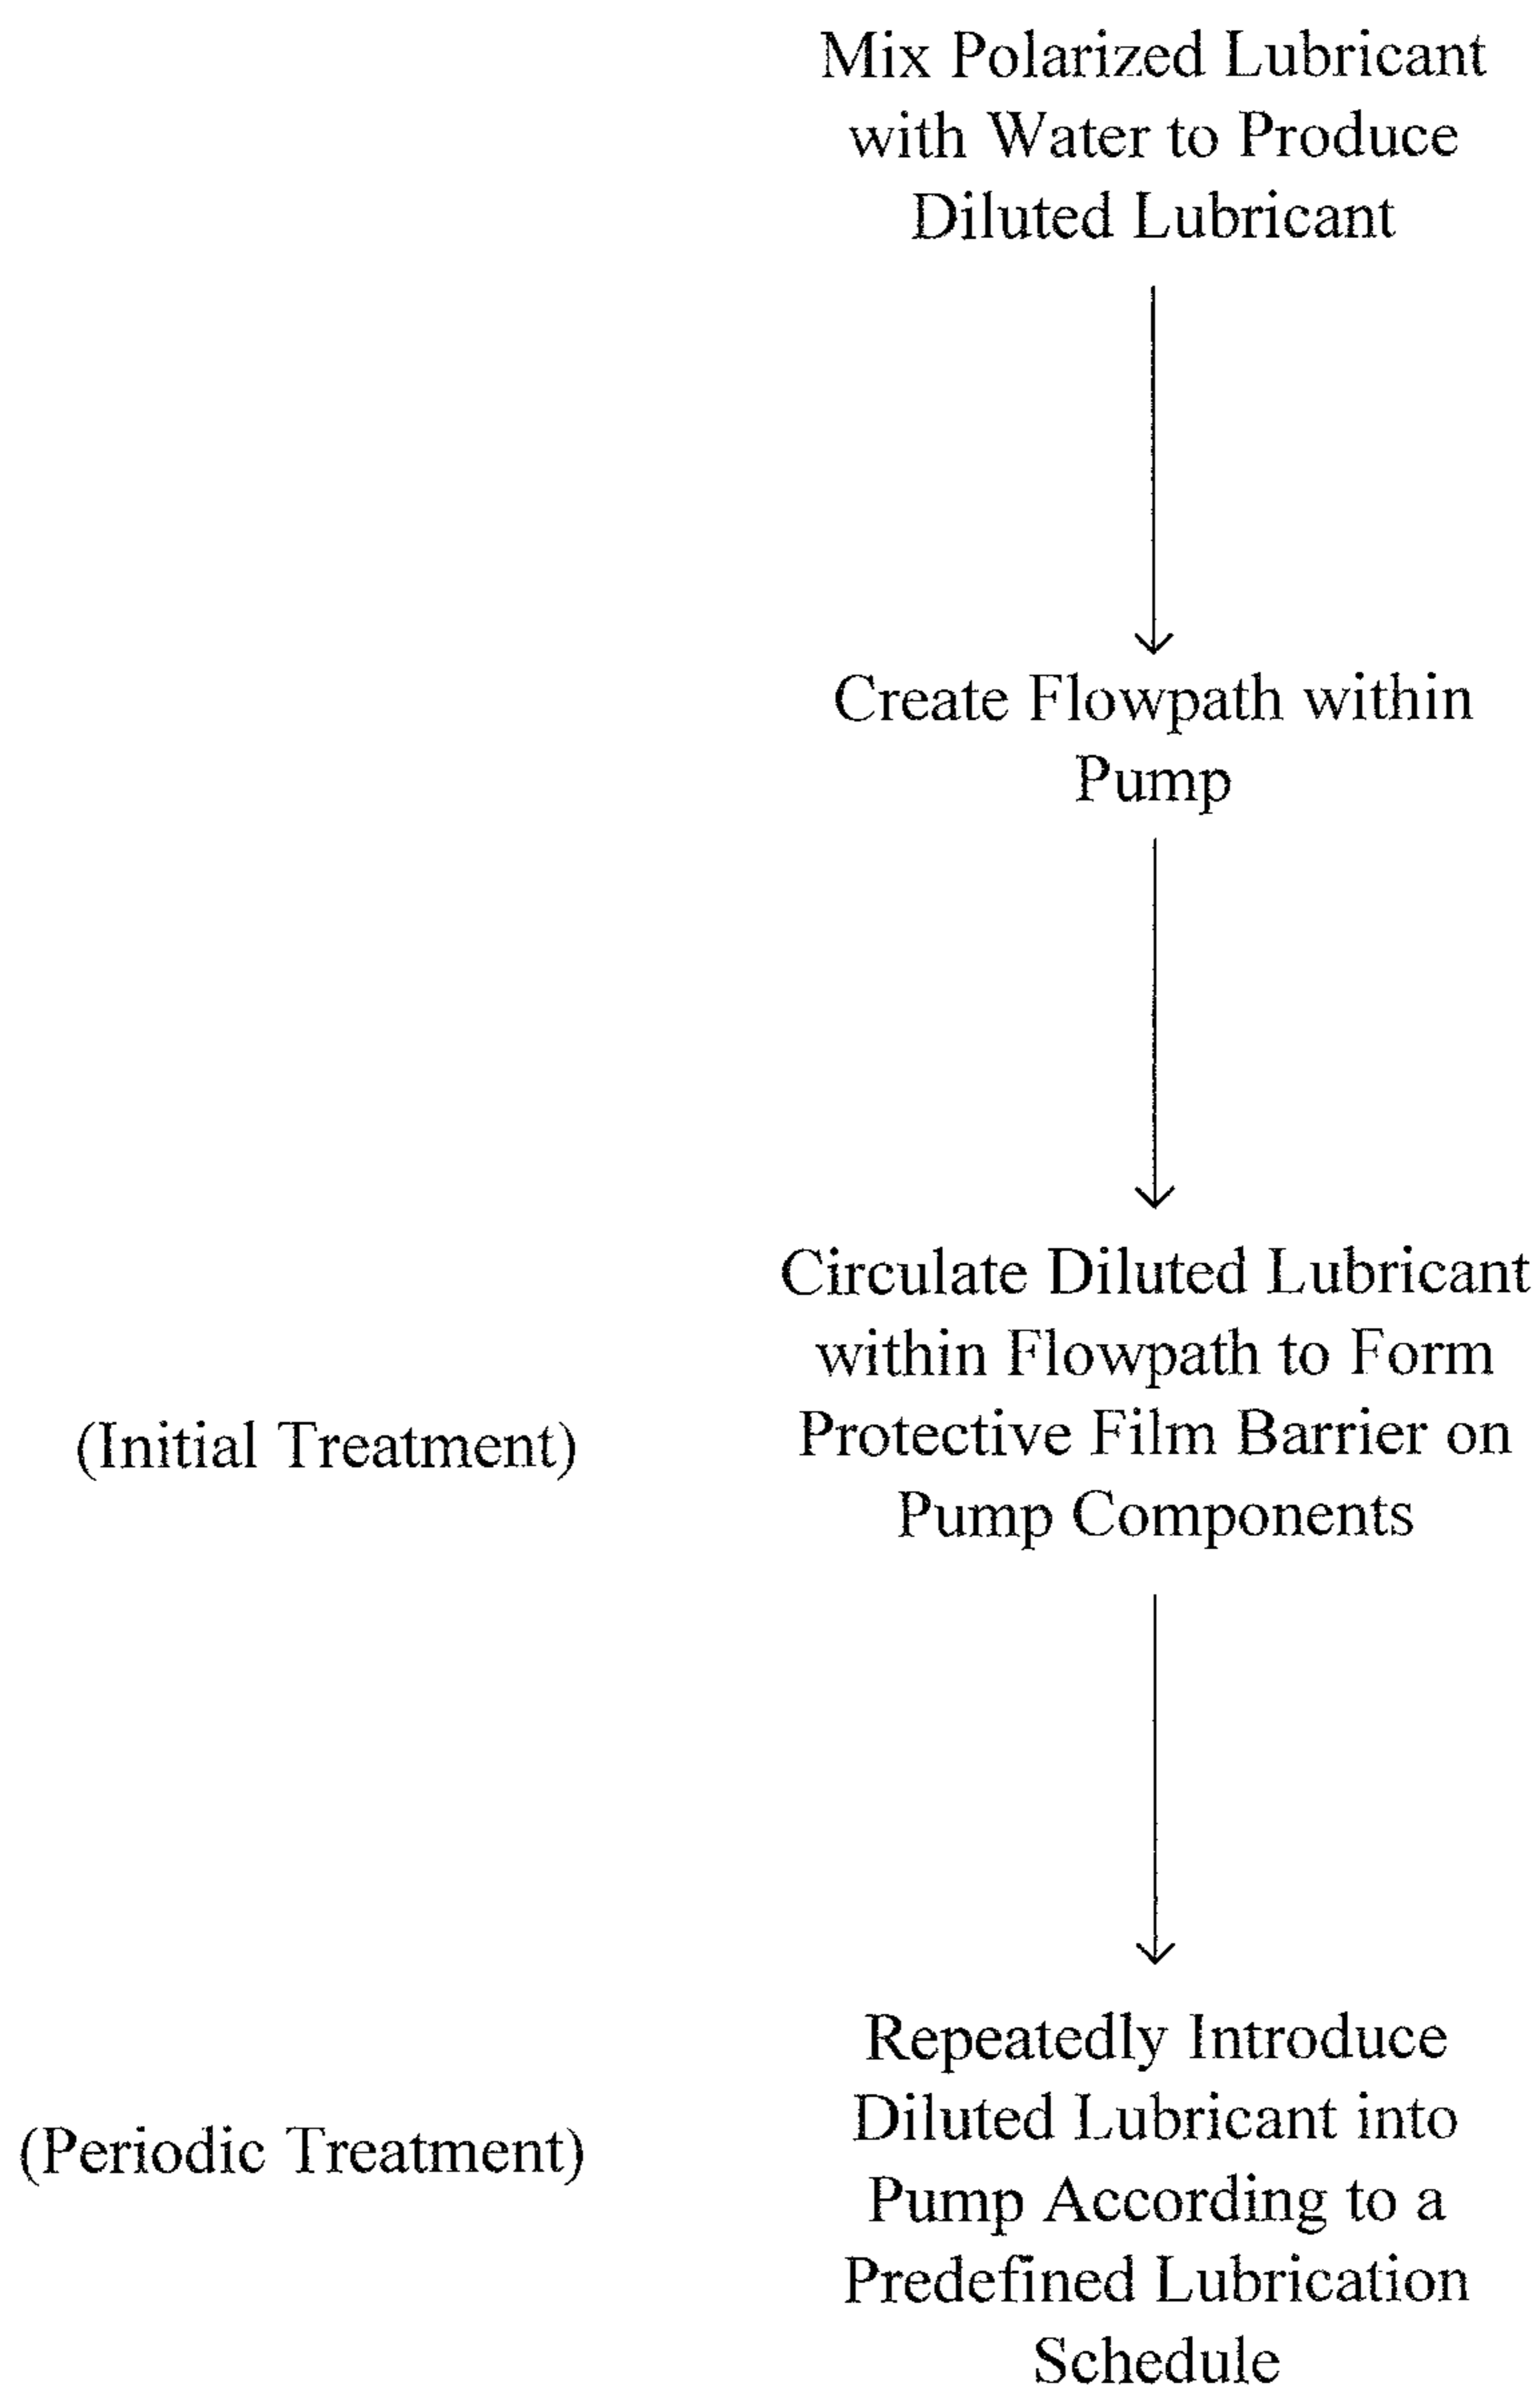 Mix Polarized Lubricant
with Water to Produce
Diluted Lubricant
Create Flowpath within
Pump
Circulate Diluted Lubricant
within Flowpath to Form
Protective Film Barrier on
(Initial Treatment)
Pump Components
Repeatedly Introduce
Diluted Lubricant into
(Periodic Treatment)
Pump According to a
Predefined Lubrication
Schedule